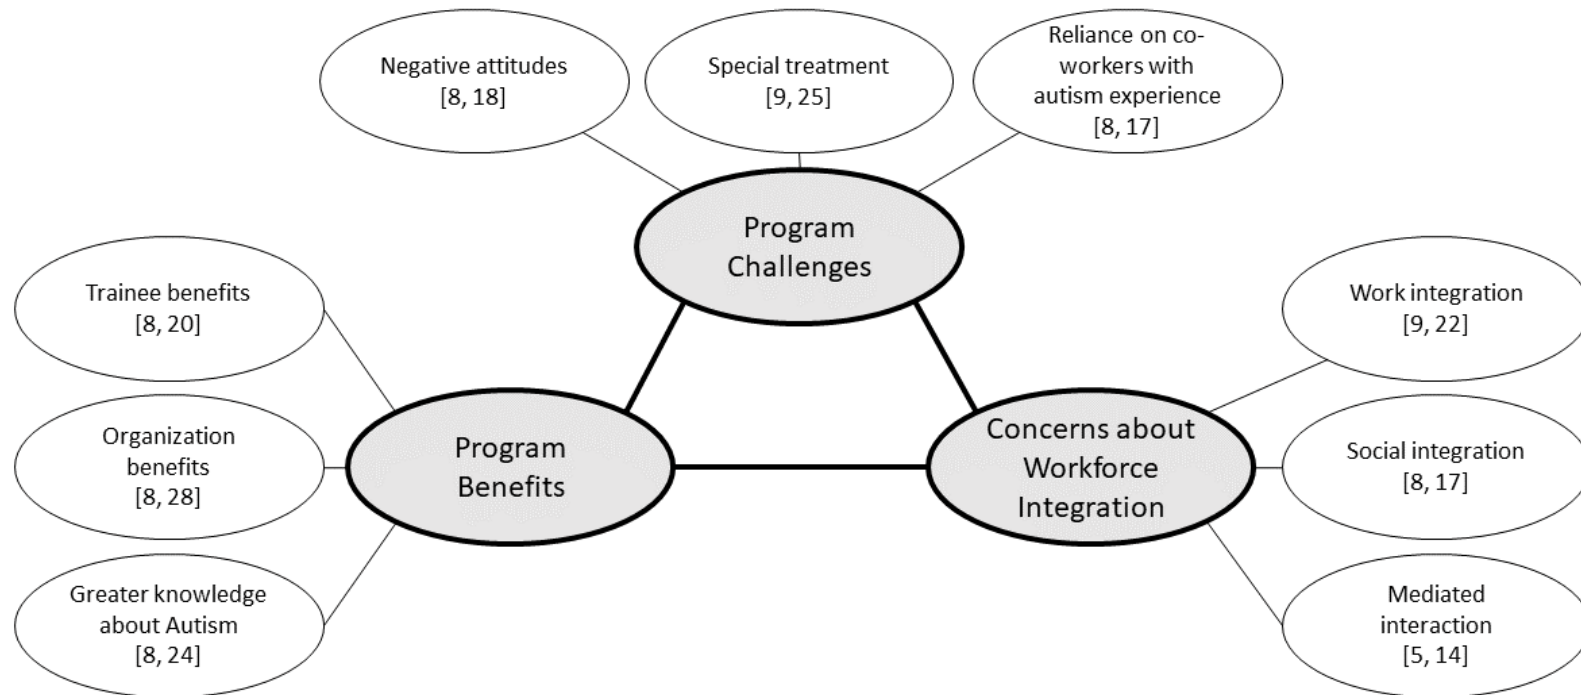 Negative attitudes
[8, 18]
Special treatment
[9, 25]
Reliance on co-
workers with
autism experience
[8, 17]
Program
Challenges
Trainee benefits
[8, 20]
Organization
benefits
[8, 28]
Greater knowledge
about Autism
[8, 24]
Program
Benefits
Concerns about
Workforce
Integration
Work integration
[9, 22]
Social integration
[8, 17]
Mediated
interaction
[5, 14]